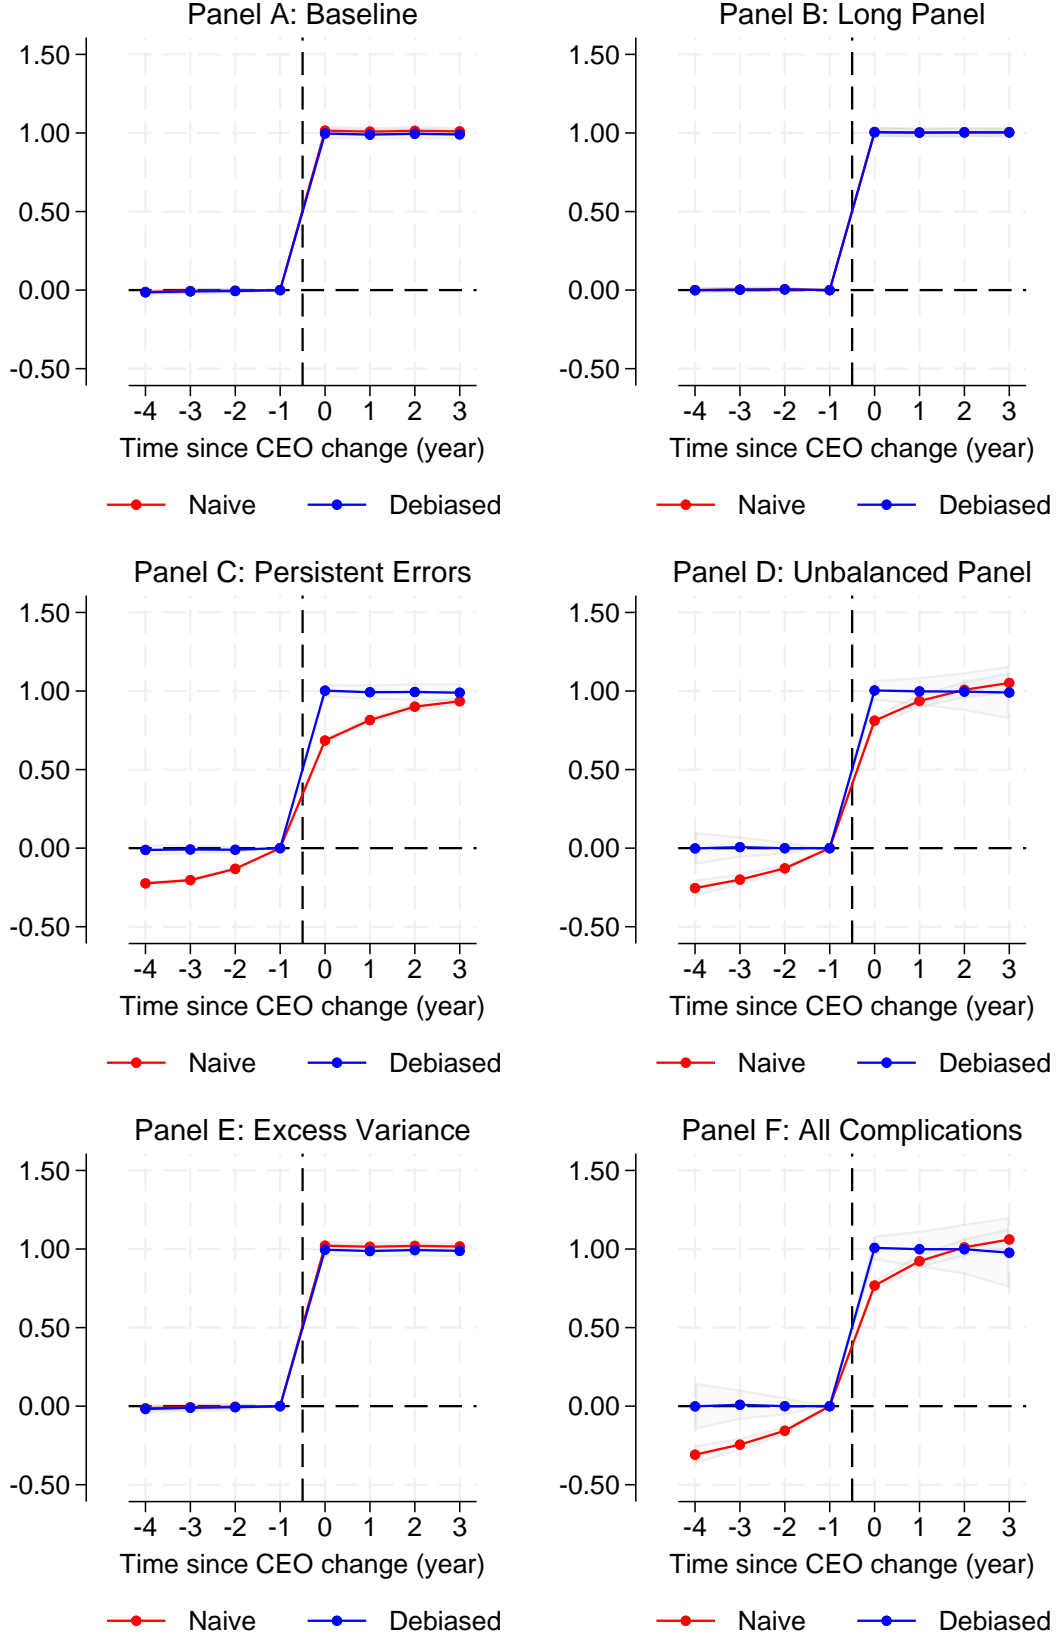 Panel A: Baseline
1.50
1.00
0.50
0.00
-0.50
-4 -3 -2 -1 0 1 2 3
Time since CEO change (year)
Naive Debiased
Panel B: Long Panel
1.50
1.00
0.50
0.00
-0.50
-4 -3 -2 -1 0 1 2 3
Time since CEO change (year)
Naive Debiased
Panel C: Persistent Errors
1.50
1.00
0.50
0.00
-0.50
-4 -3 -2 -1 0 1 2 3
Time since CEO change (year)
Naive Debiased
Panel D: Unbalanced Panel
1.50
1.00
0.50
0.00
-0.50
-4 -3 -2 -1 0 1 2 3
Time since CEO change (year)
Naive Debiased
Panel E: Excess Variance
1.50
1.00
0.50
0.00
-0.50
-4 -3 -2 -1 0 1 2 3
Time since CEO change (year)
Naive Debiased
Panel F: All Complications
1.50
1.00
0.50
0.00
-0.50
-4 -3 -2 -1 0 1 2 3
Time since CEO change (year)
Naive Debiased